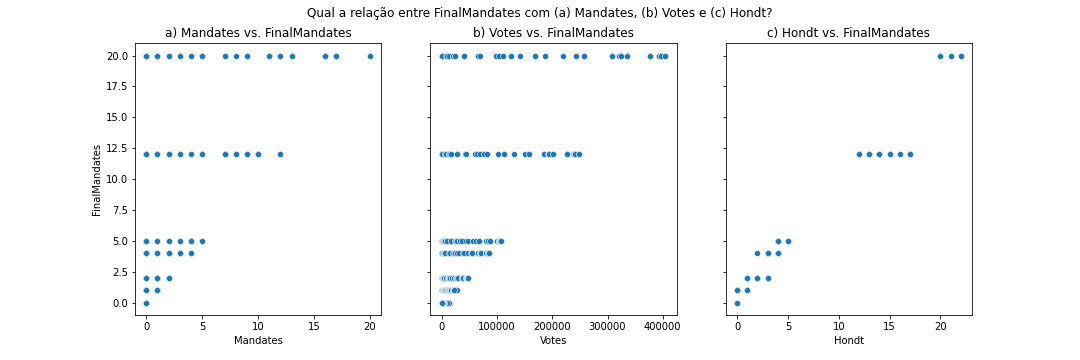 Qual a relação entre FinalMandates com (a) Mandates, (b) Votes e (c) Hondt?
a) Mandates vs. FinalMandates
b) Votes vs. FinalMandates
c) Hondt vs. FinalMandates
FinalMandates
20.0
17.5
15.0
12.5
10.0
7.5
5.0
2.5
0.0
0 5 10 15 20
Mandates
0 100000 200000 300000 400000
Votes
0 5 10 15 20
Hondt